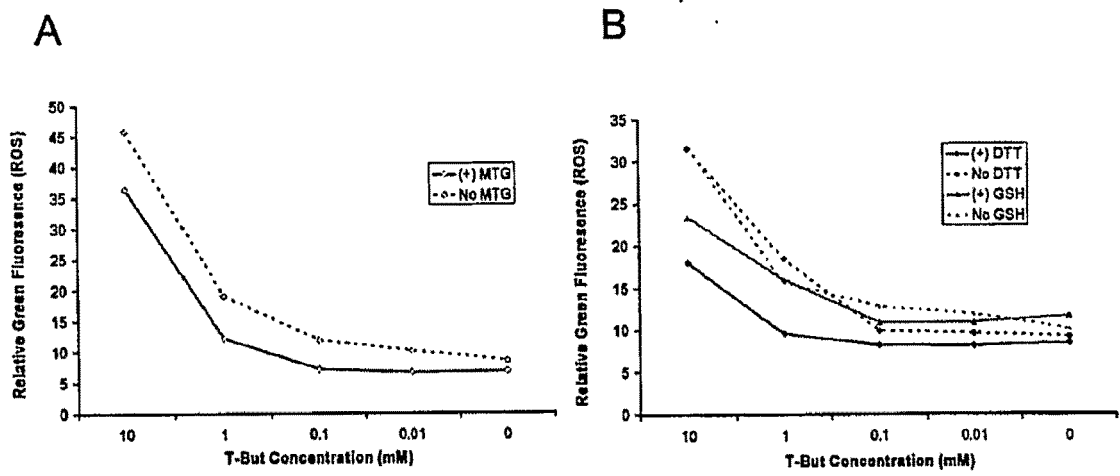 A
B
Relative Green Fluoresence (ROS)
50
45
40
35
30
25
20
15
10
5
0
10
1
0.1
0.01
0
T-But Concentration (mM)
(+) MTG
No MTG
Relative Green Fluoresence (ROS)
35
30
25
20
15
10
5
0
10
1
0.1
0.01
0
T-But Concentration (mM)
(+) DTT
No DTT
(+) GSH
No GSH